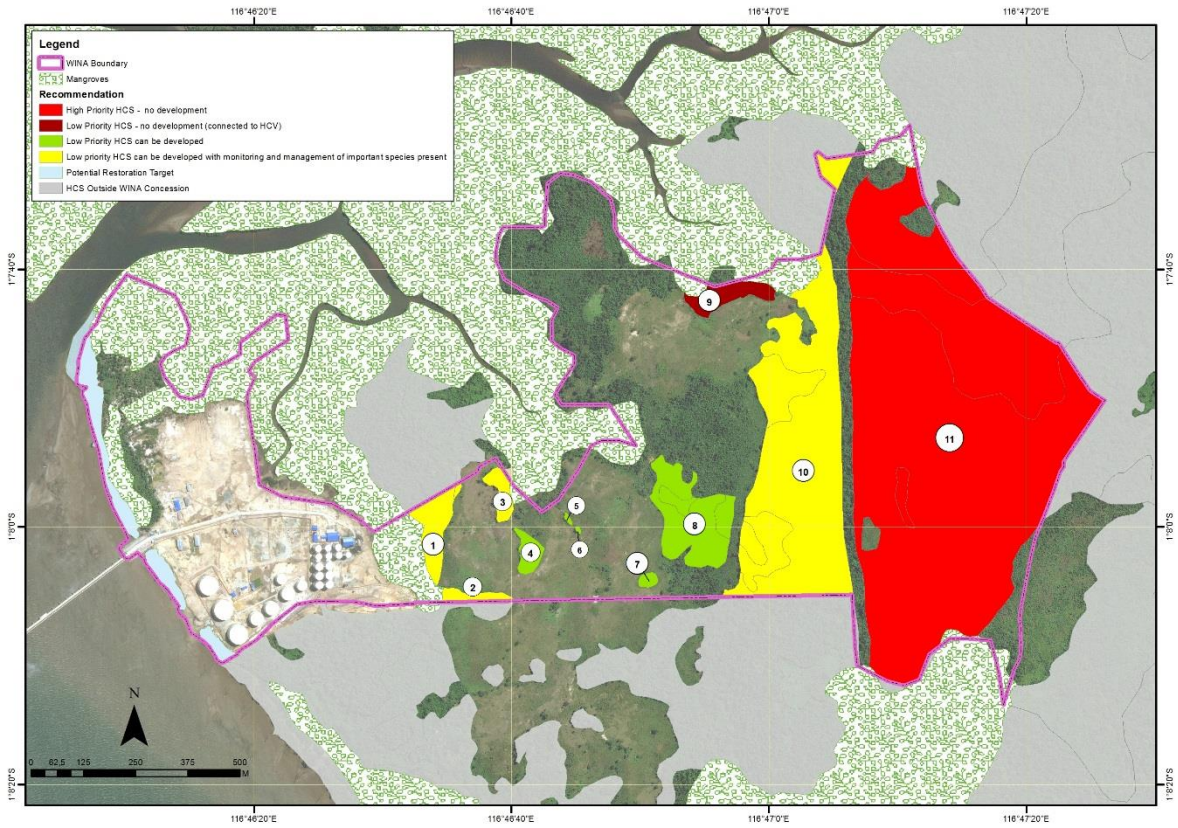 116°46'20"E 116°46'40"E 116°47'0"E 116°47'20"E
Legend
WINA Boundary
Mangroves
Recommendation
High Priority HCS - no development
Low Priority HCS - no development (connected to HCV)
Low Priority HCS can be developed
Low priority HCS can be developed with monitoring and management of important species present
Potential Restoration Target
HCS Outside WINA Concession
1°7'40"S 1°7'40"S
9
11
10
3
5
8
1°8'0"S 1°8'0"S
1
4
6
7
2
N
0 62,5 125 250 375 500
M
1°8'20"S 1°8'20"S
116°46'20"E 116°46'40"E 116°47'0"E 116°47'20"E